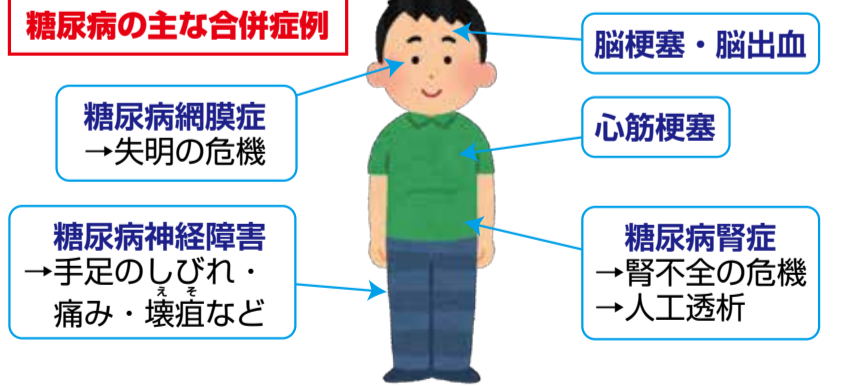 糖尿病の主な合併症例
脳梗塞・脳出血
糖尿病網膜症
→失明の危機
心筋梗塞
糖尿病神経障害
→手足のしびれ・
痛み・壊疽など
えそ
糖尿病腎症
→腎不全の危機
→人工透析